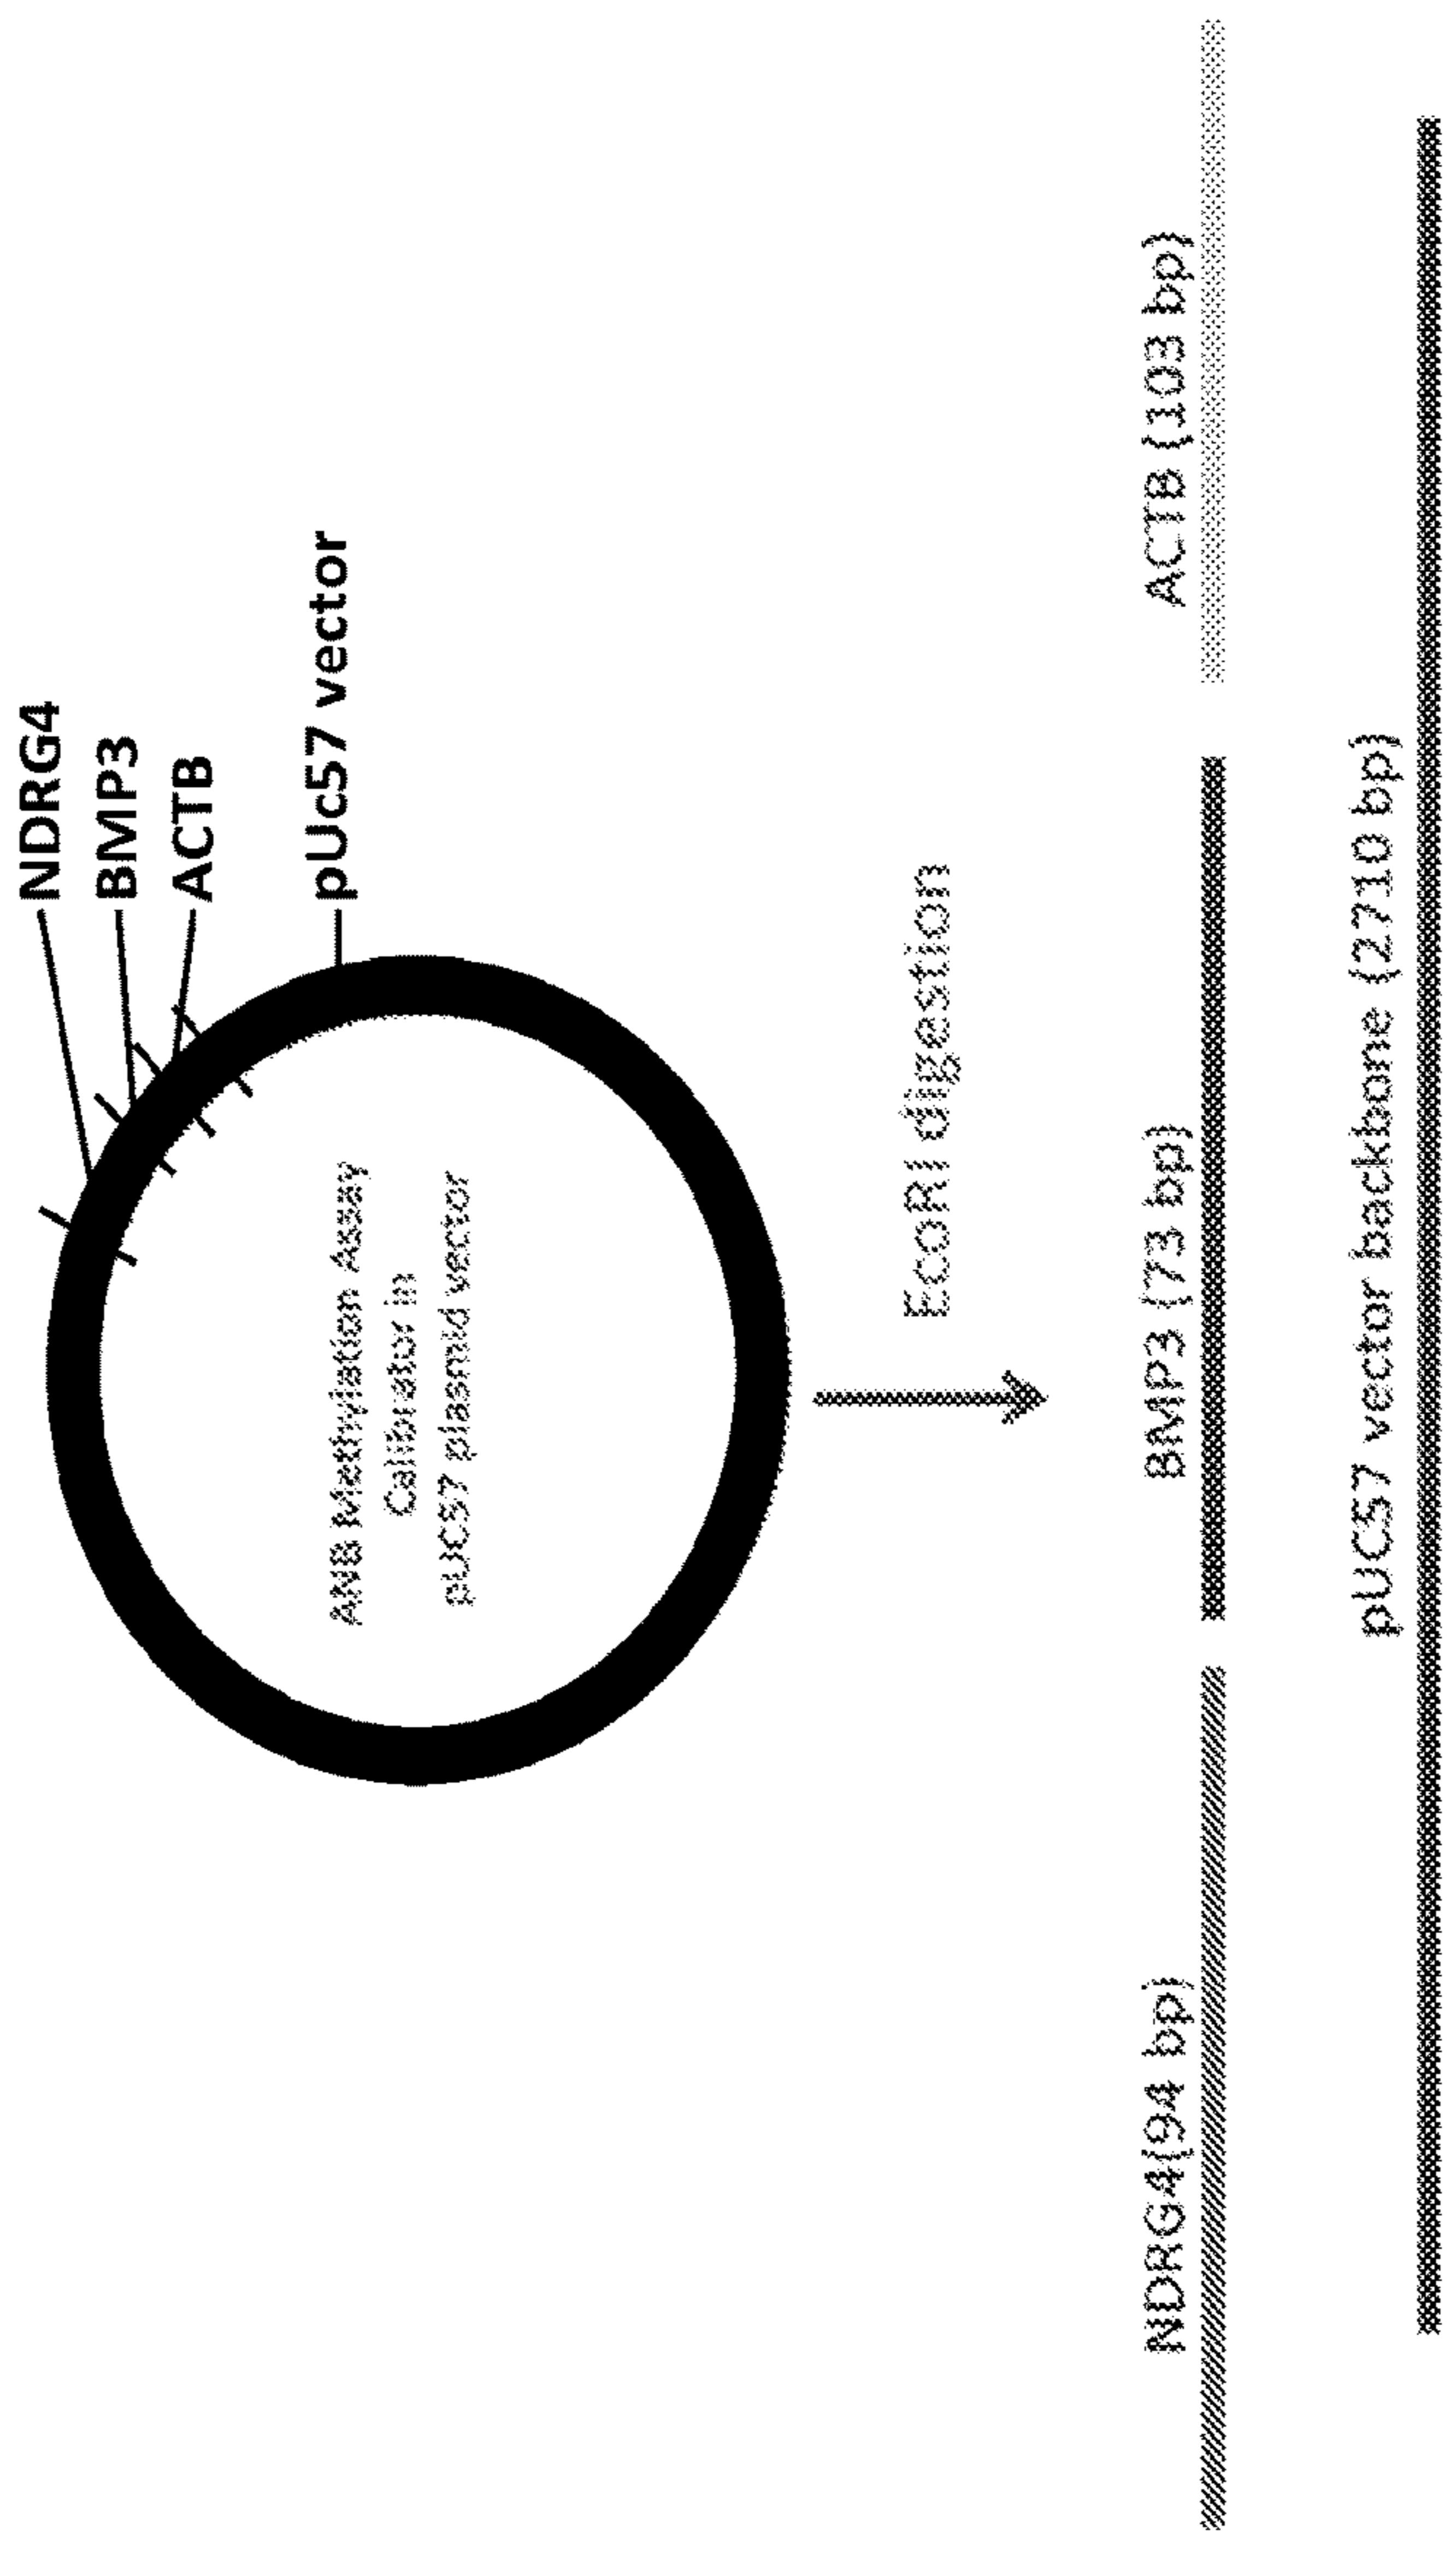 NDRG4
BMP3
ACTB
pUc57 vector
ANB Methylation Assay
Calibrator in
pUC57 plasmid vector
EcoRI digestion
NDRG4(94 bp)
BMP3 (73 bp)
ACTB (103 bp)
pUC57 vector backbone (2710 bp)